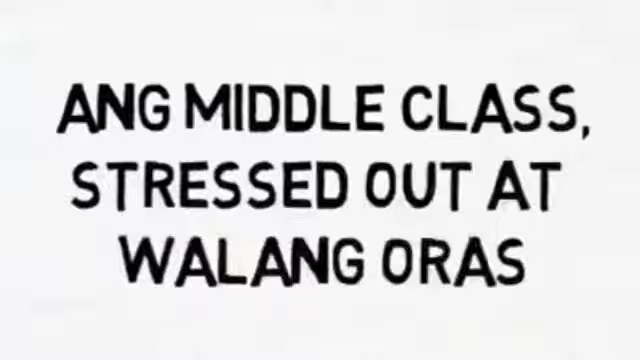 ANG MIDDLE CLASS,
STRESSED OUT AT
WALANG ORAS